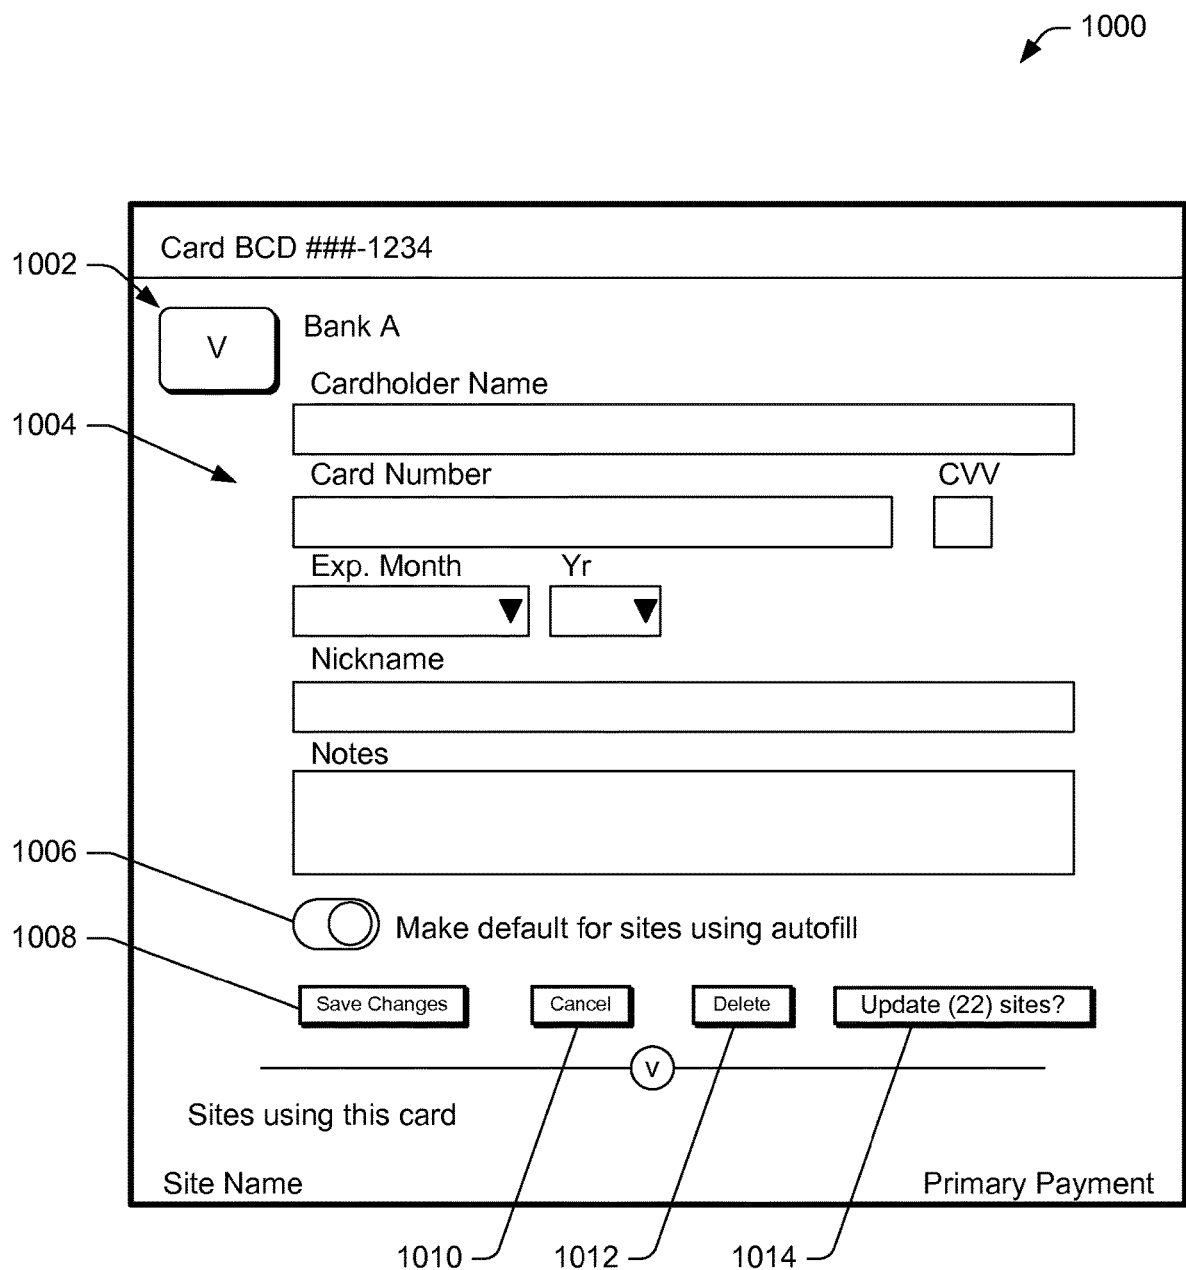 1000
Card BCD ###-1234
1002
V
Bank A
Cardholder Name
1004
Card Number CVV
Exp. Month Yr
Nickname
Notes
1006
Make default for sites using autofill
1008
Save Changes Cancel Delete Update (22) sites?
v
Sites using this card
Site Name Primary Payment
1010 1012 1014